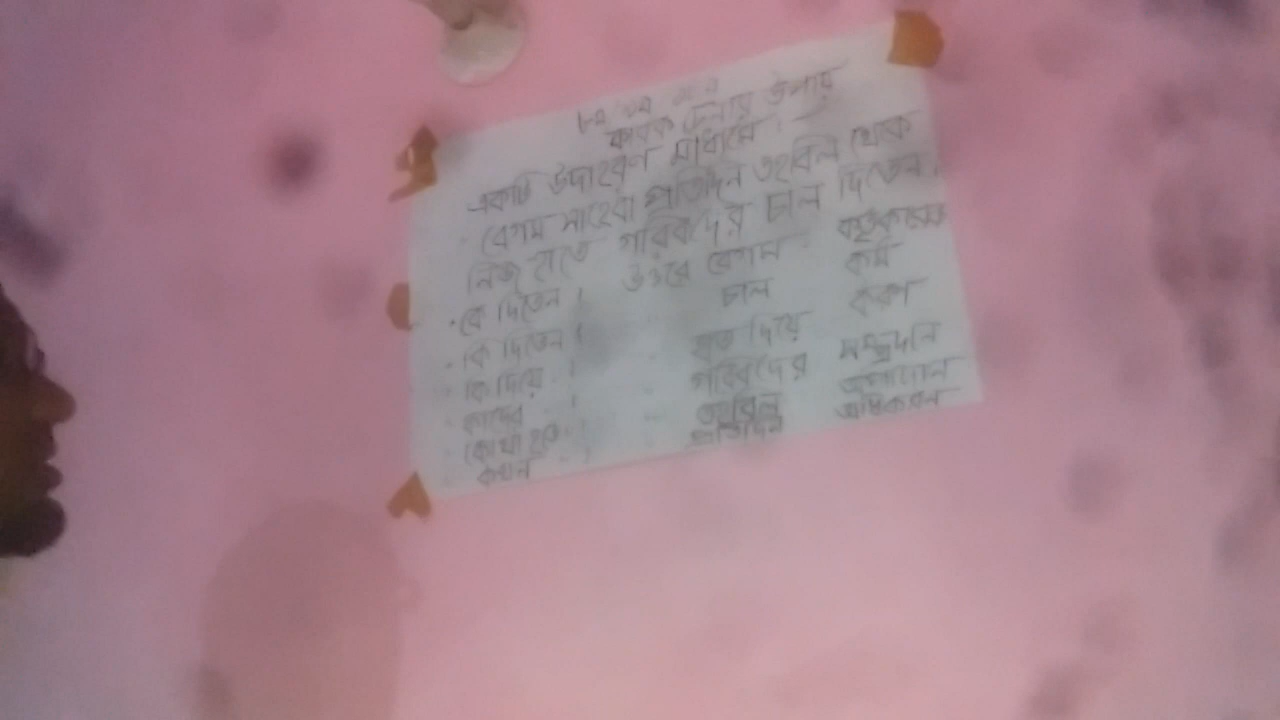 কারক চেনার উপায়
একটি উদাহরণ মাধ্যমে
বেগম সাহেবা প্রতিদিন তহবিল থেকে
নিজ হাতে গরিবদের চাল দিতেন।
কে দিতেন? উত্তরে বেগম কর্তৃকারক
কি দিতেন? চাল কর্ম
কি দিয়ে? হাত দিয়ে করণ
কাদের গরিবদের সম্প্রদান
কোথা হতে তহবিল অপাদান
কখন প্রতিদিন অধিকরন